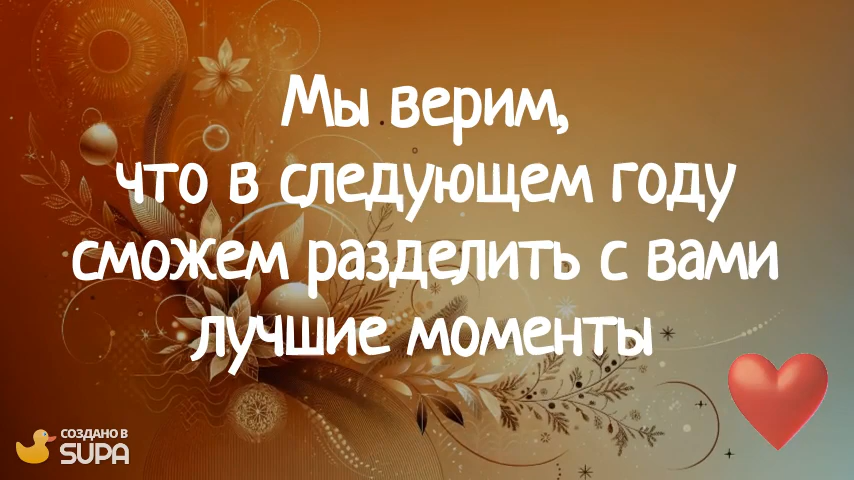 Мы верим,
что в следующем году
сможем разделить с вами
лучшие моменты
СОЗДАНО В
SUPA